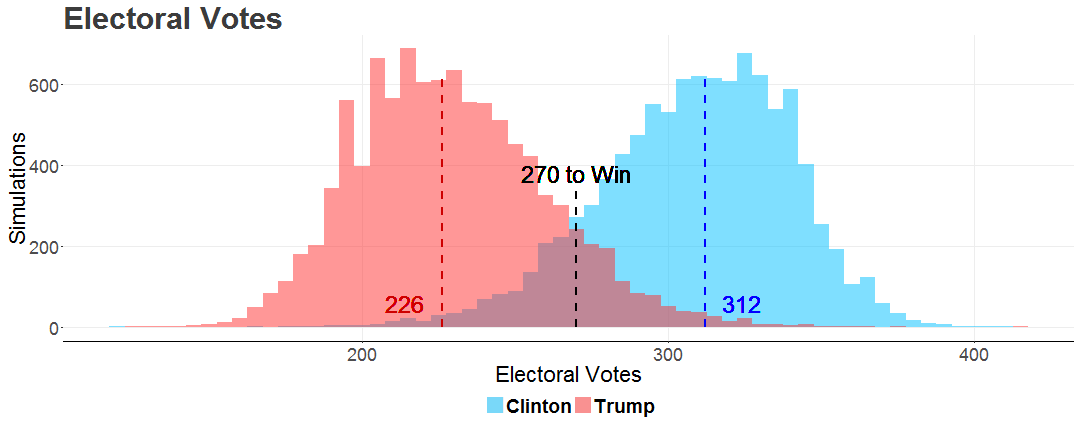 Electoral Votes
Simulations
600
400
200
0
270 to Win
226
312
200 300 400
Electoral Votes
Clinton Trump